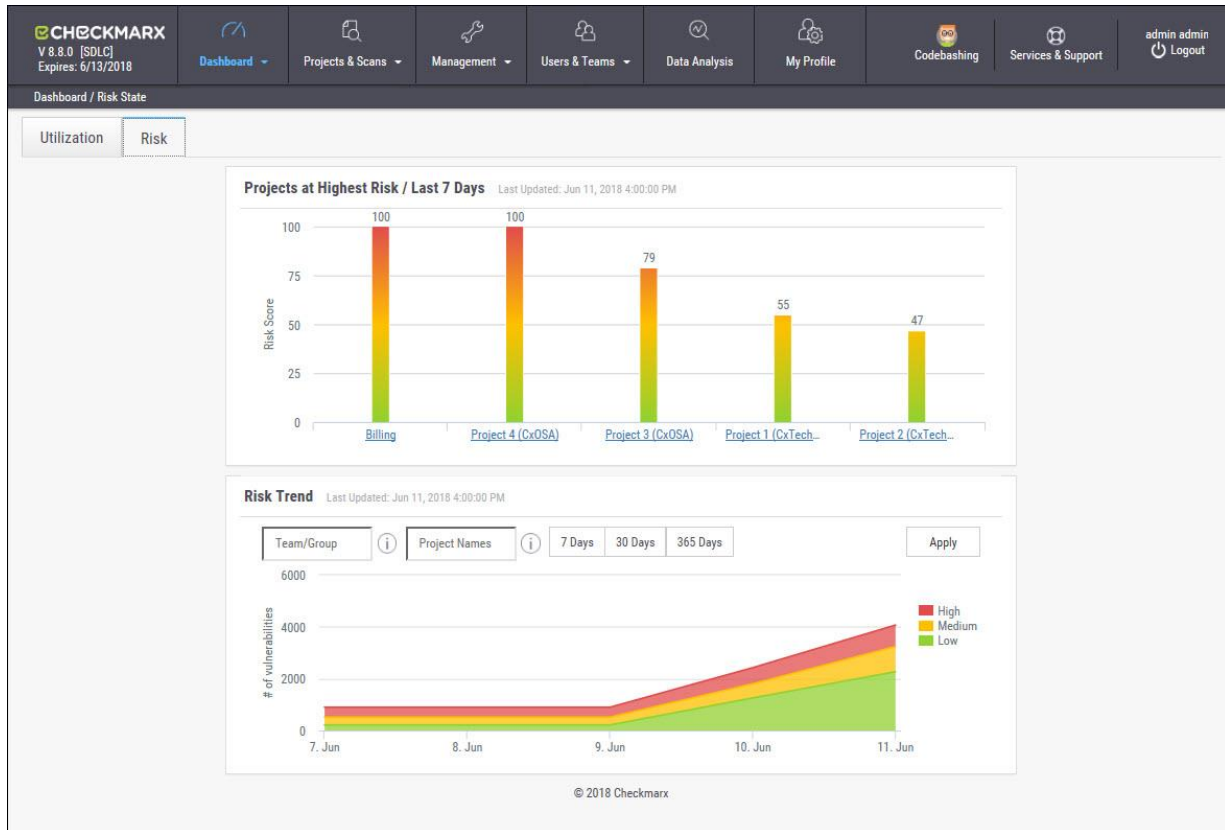 CHECKMARX
V 8.8.0 [SDLC]
Expires: 6/13/2018
Dashboard
Projects & Scans
Management
Users & Teams
Data Analysis
My Profile
Codebashing
Services & Support
admin admin
Logout
Dashboard / Risk State
Utilization
Risk
Projects at Highest Risk / Last 7 Days Last Updated: Jun 11, 2018 4:00:00 PM
100
75
50
25
0
Risk Score
100
100
79
55
47
Billing
Project 4 (CxOSA)
Project 3 (CxOSA)
Project 1 (CxTech...
Project 2 (CxTech...
Risk Trend Last Updated: Jun 11, 2018 4:00:00 PM
Team/Group
i
Project Names
i
7 Days
30 Days
365 Days
Apply
6000
4000
2000
0
# of vulnerabilities
7. Jun
8. Jun
9. Jun
10. Jun
11. Jun
High
Medium
Low
© 2018 Checkmarx